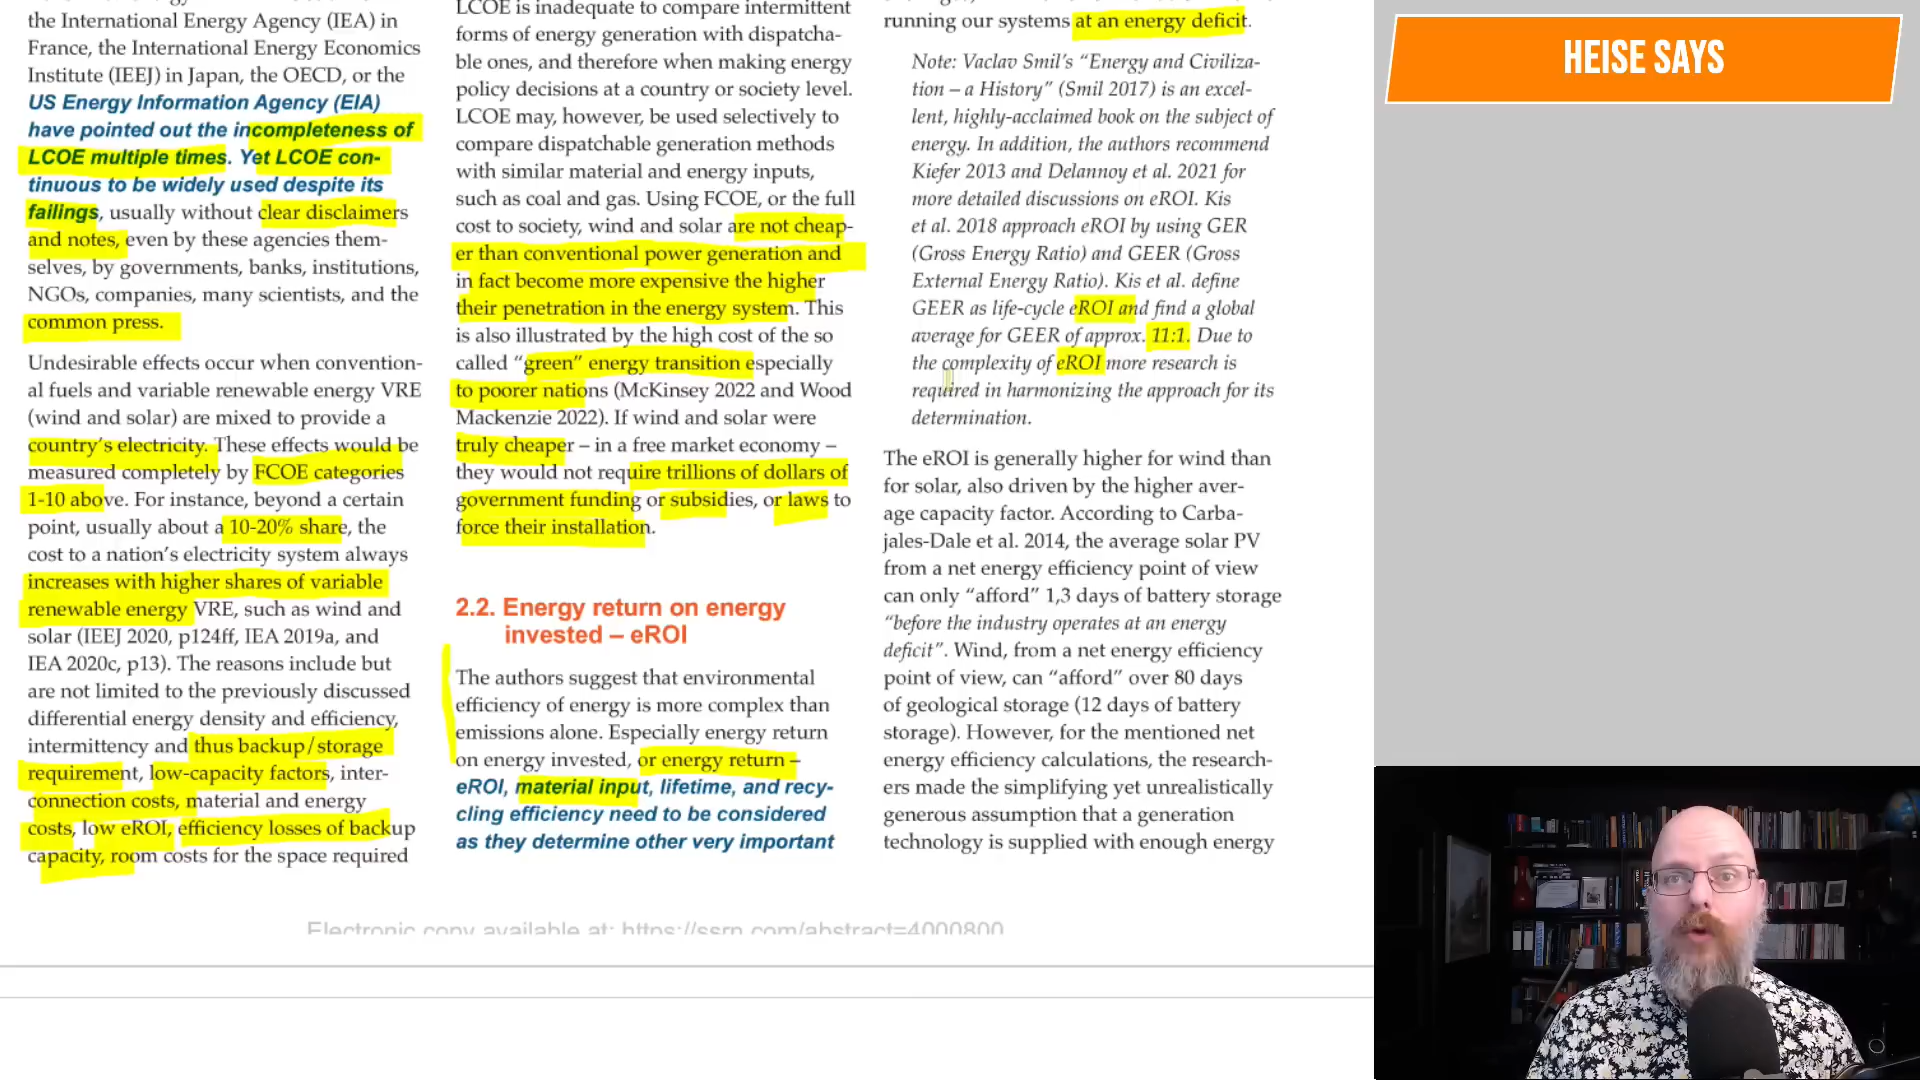 the International Energy Agency (IEA) in
France, the International Energy Economics
Institute (IEEJ) in Japan, the OECD, or the
US Energy Information Agency (EIA)
have pointed out the incompleteness of
LCOE multiple times. Yet LCOE con-
tinuous to be widely used despite its
failings, usually without clear disclaimers
and notes, even by these agencies them-
selves, by governments, banks, institutions,
NGOs, companies, many scientists, and the
common press.
Undesirable effects occur when convention-
al fuels and variable renewable energy VRE
(wind and solar) are mixed to provide a
country's electricity. These effects would be
measured completely by FCOE categories
1-10 above. For instance, beyond a certain
point, usually about a 10-20% share, the
cost to a nation's electricity system always
increases with higher shares of variable
renewable energy VRE, such as wind and
solar (IEEJ 2020, p124ff, IEA 2019a, and
IEA 2020c, p13). The reasons include but
are not limited to the previously discussed
differential energy density and efficiency,
intermittency and thus backup/storage
requirement, low-capacity factors, inter-
connection costs, material and energy
costs, low eROI, efficiency losses of backup
capacity, room costs for the space required
LCOE is inadequate to compare intermittent
forms of energy generation with dispatcha-
ble ones, and therefore when making energy
policy decisions at a country or society level.
LCOE may, however, be used selectively to
compare dispatchable generation methods
with similar material and energy inputs,
such as coal and gas. Using FCOE, or the full
cost to society, wind and solar are not cheap-
er than conventional power generation and
in fact become more expensive the higher
their penetration in the energy system. This
is also illustrated by the high cost of the so
called "green" energy transition especially
to poorer nations (McKinsey 2022 and Wood
Mackenzie 2022). If wind and solar were
truly cheaper – in a free market economy –
they would not require trillions of dollars of
government funding or subsidies, or laws to
force their installation.
2.2. Energy return on energy
invested – eROI
The authors suggest that environmental
efficiency of energy is more complex than
emissions alone. Especially energy return
on energy invested, or energy return –
eROI, material input, lifetime, and recy-
cling efficiency need to be considered
as they determine other very important
running our systems at an energy deficit.
Note: Vaclav Smil's "Energy and Civiliza-
tion – a History" (Smil 2017) is an excel-
lent, highly-acclaimed book on the subject of
energy. In addition, the authors recommend
Kiefer 2013 and Delannoy et al. 2021 for
more detailed discussions on eROI. Kis
et al. 2018 approach eROI by using GER
(Gross Energy Ratio) and GEER (Gross
External Energy Ratio). Kis et al. define
GEER as life-cycle eROI and find a global
average for GEER of approx. 11:1. Due to
the complexity of eROI more research is
required in harmonizing the approach for its
determination.
The eROI is generally higher for wind than
for solar, also driven by the higher aver-
age capacity factor. According to Carba-
jales-Dale et al. 2014, the average solar PV
from a net energy efficiency point of view
can only "afford" 1,3 days of battery storage
"before the industry operates at an energy
deficit". Wind, from a net energy efficiency
point of view, can "afford" over 80 days
of geological storage (12 days of battery
storage). However, for the mentioned net
energy efficiency calculations, the research-
ers made the simplifying yet unrealistically
generous assumption that a generation
technology is supplied with enough energy
Electronic copy available at: https://ssrn.com/abstract=4000800
HEISE SAYS